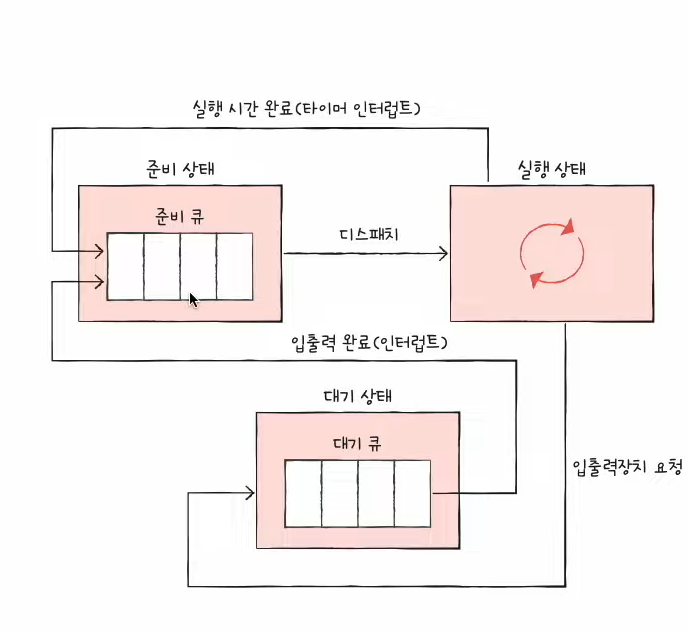 실행 시간 완료(타이머 인터럽트)
준비 상태
실행 상태
준비 큐
디스패치
입출력 완료(인터럽트)
대기 상태
대기 큐
입출력장치 요청